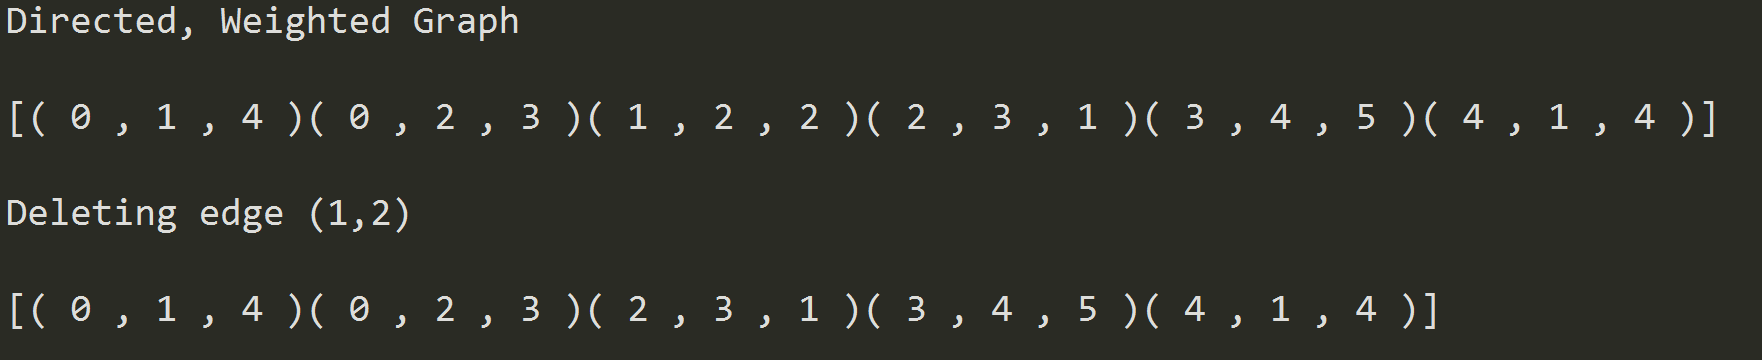 Directed, Weighted Graph
[( 0 , 1 , 4 )( 0 , 2 , 3 )( 1 , 2 , 2 )( 2 , 3 , 1 )( 3 , 4 , 5 )( 4 , 1 , 4 )]
Deleting edge (1,2)
[( 0 , 1 , 4 )( 0 , 2 , 3 )( 2 , 3 , 1 )( 3 , 4 , 5 )( 4 , 1 , 4 )]